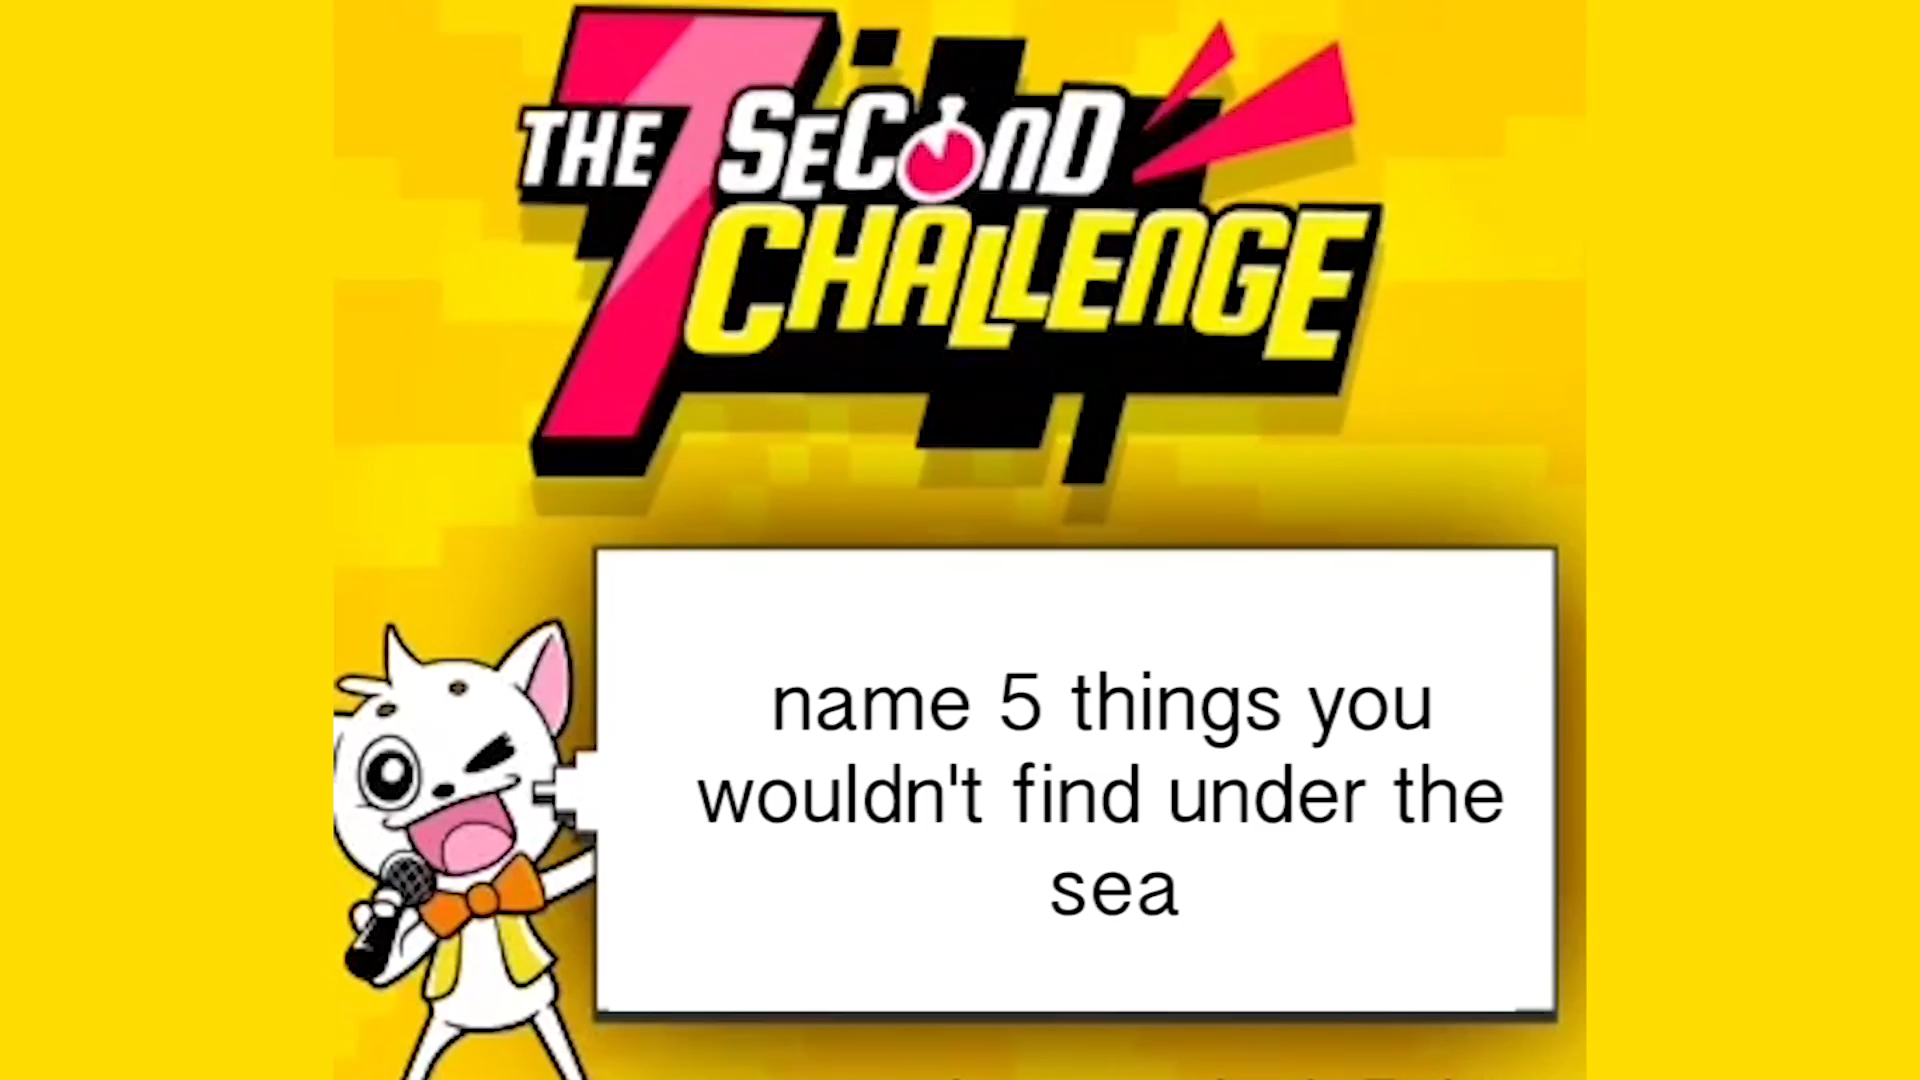 THE 7 SECOND
CHALLENGE
name 5 things you
wouldn't find under the
sea